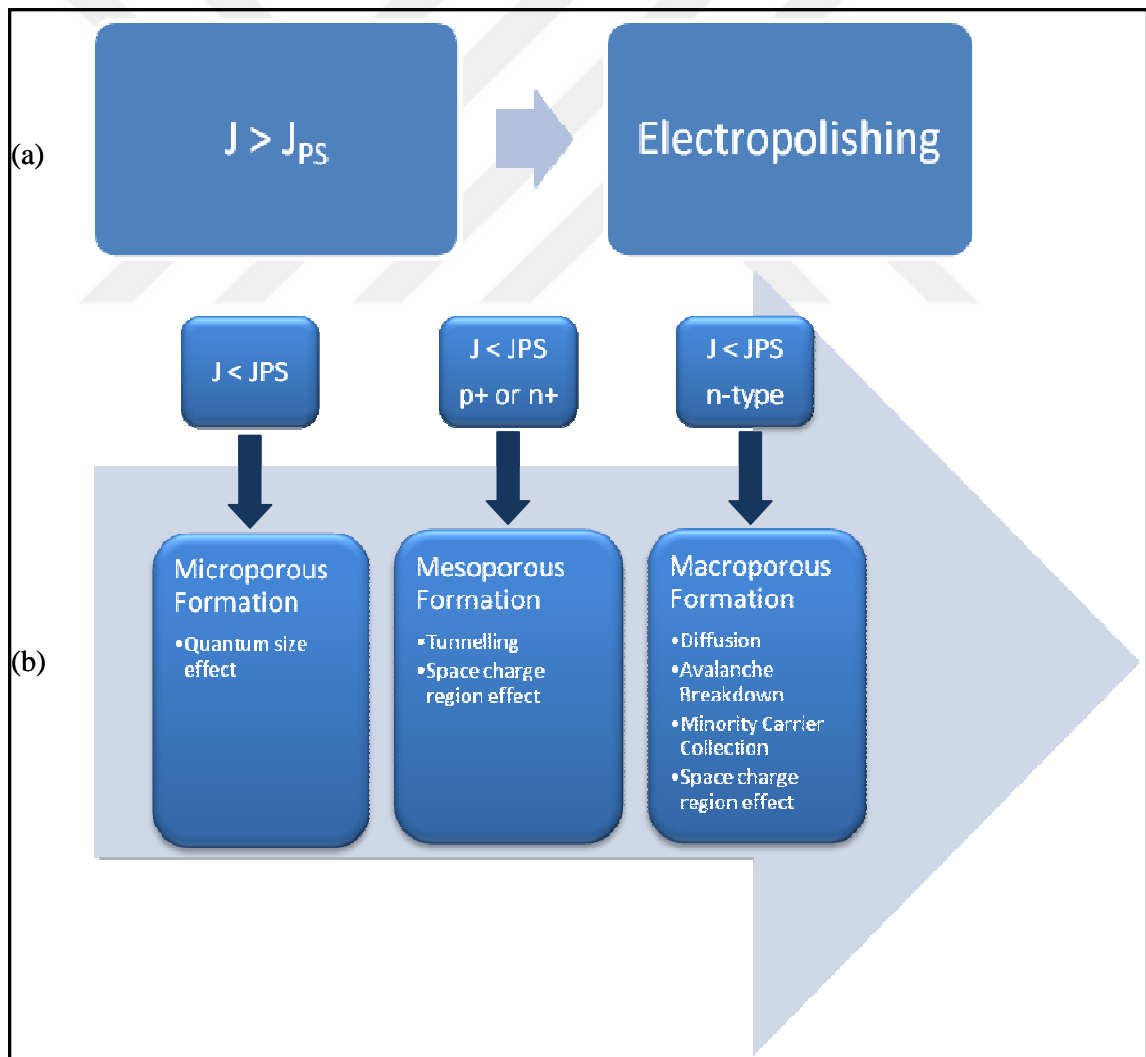 (a)
J > JPS
Electropolishing
J < JPS
J < JPS
p+ or n+
J < JPS
n-type
(b)
Microporous
Formation
•Quantum size
effect
Mesoporous
Formation
•Tunnelling
•Space charge
region effect
Macroporous
Formation
•Diffusion
•Avalanche
Breakdown
•Minority Carrier
Collection
•Space charge
region effect